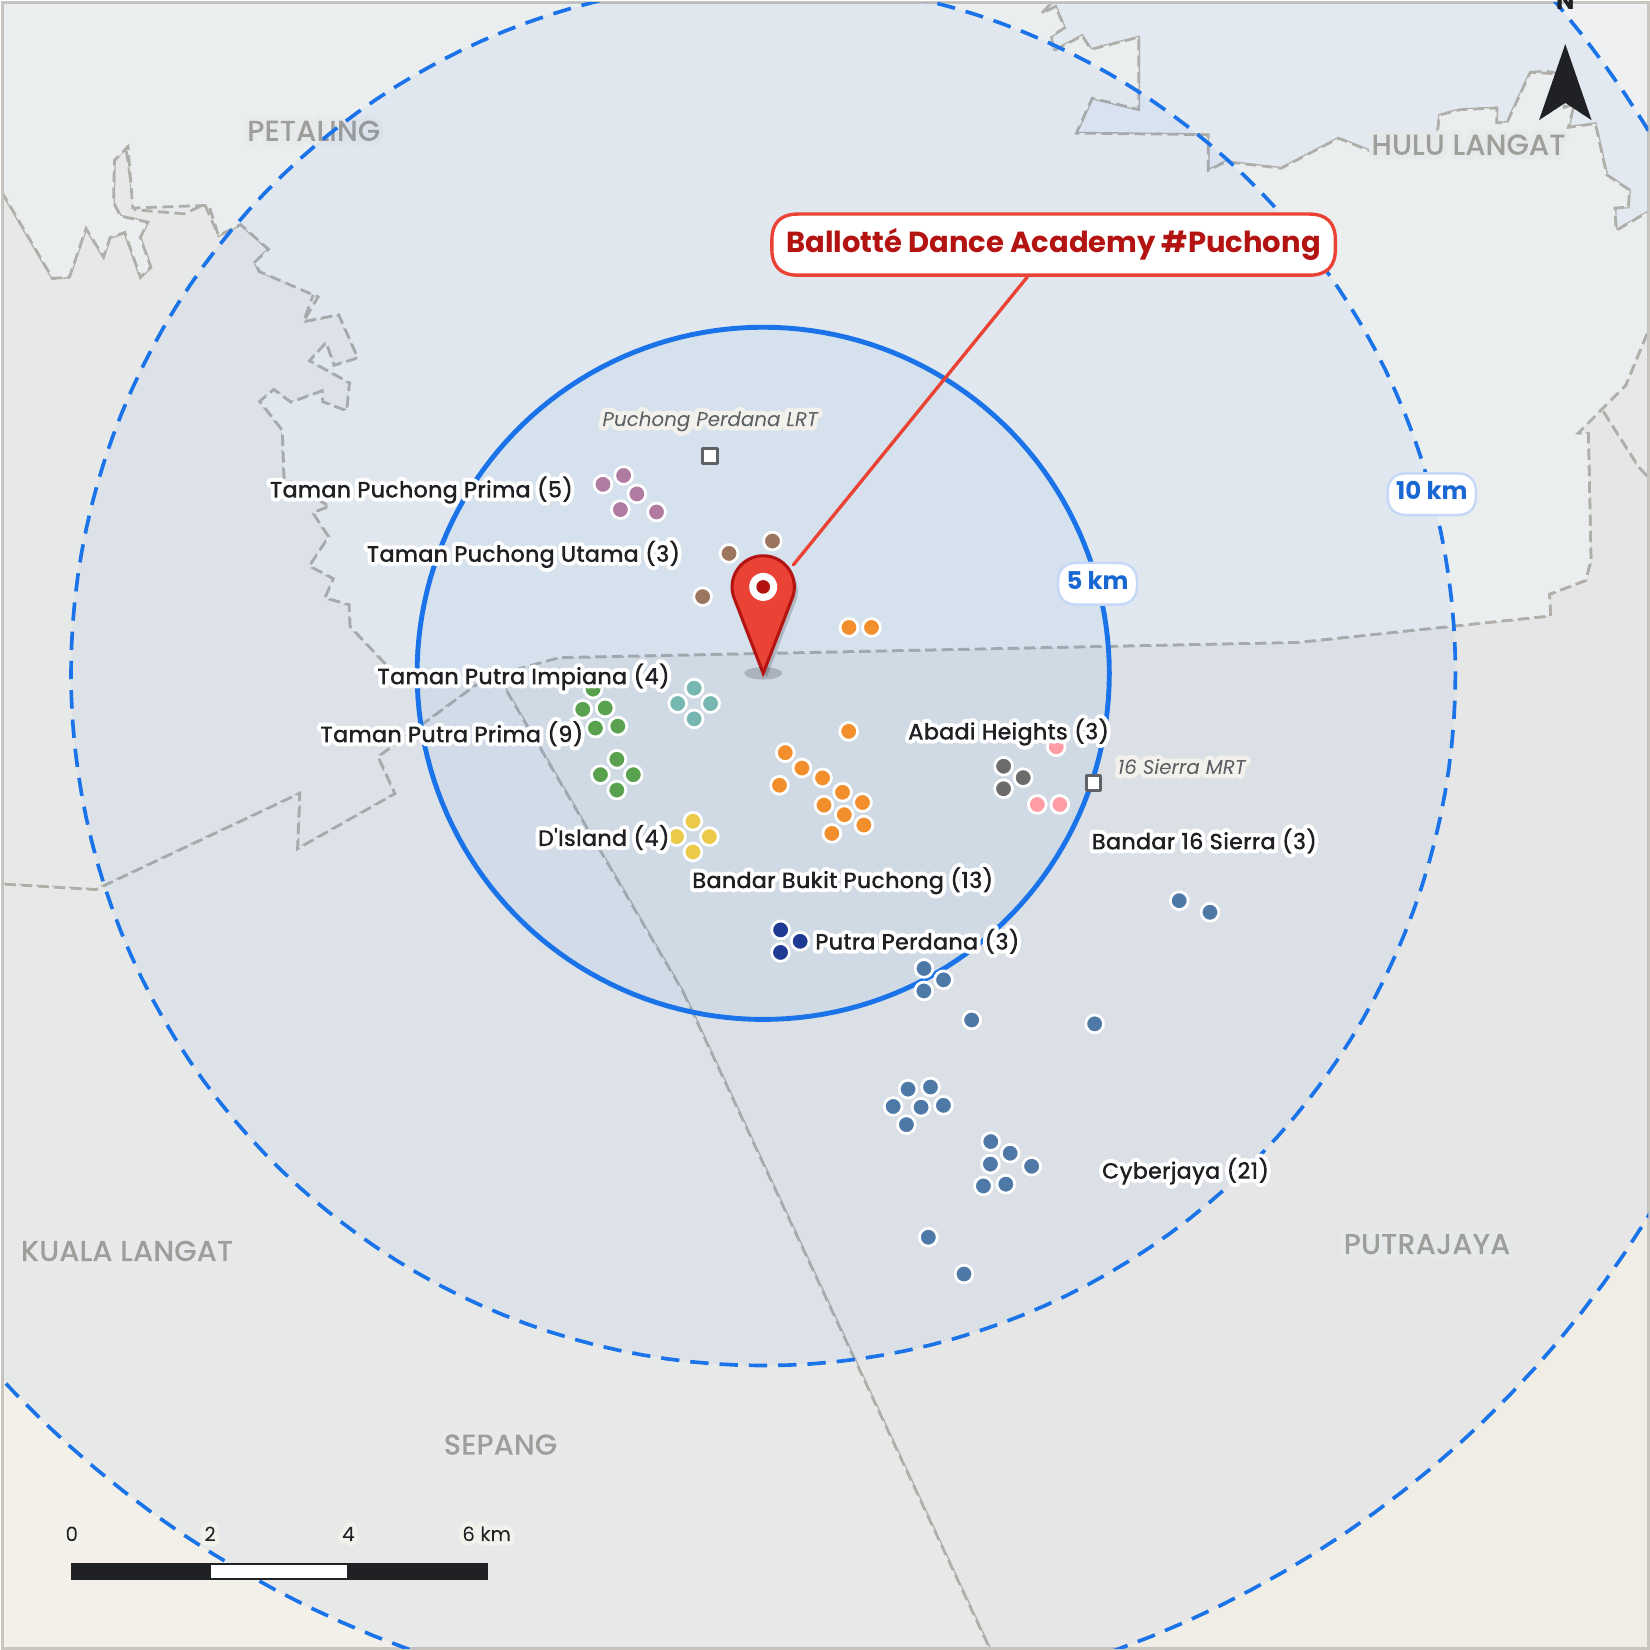 N
PETALING
HULU LANGAT
Ballotté Dance Academy #Puchong
Puchong Perdana LRT
Taman Puchong Prima (5)
10 km
Taman Puchong Utama (3)
5 km
Taman Putra Impiana (4)
Taman Putra Prima (9)
Abadi Heights (3)
16 Sierra MRT
D'Island (4)
Bandar 16 Sierra (3)
Bandar Bukit Puchong (13)
Putra Perdana (3)
Cyberjaya (21)
KUALA LANGAT
PUTRAJAYA
SEPANG
0 2 4 6 km